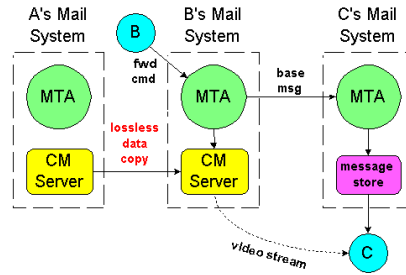 A's Mail
System
B's Mail
System
C's Mail
System
B
fwd
cmd
base
msg
MTA
MTA
MTA
lossless
data
copy
CM
Server
CM
Server
message
store
video stream
C